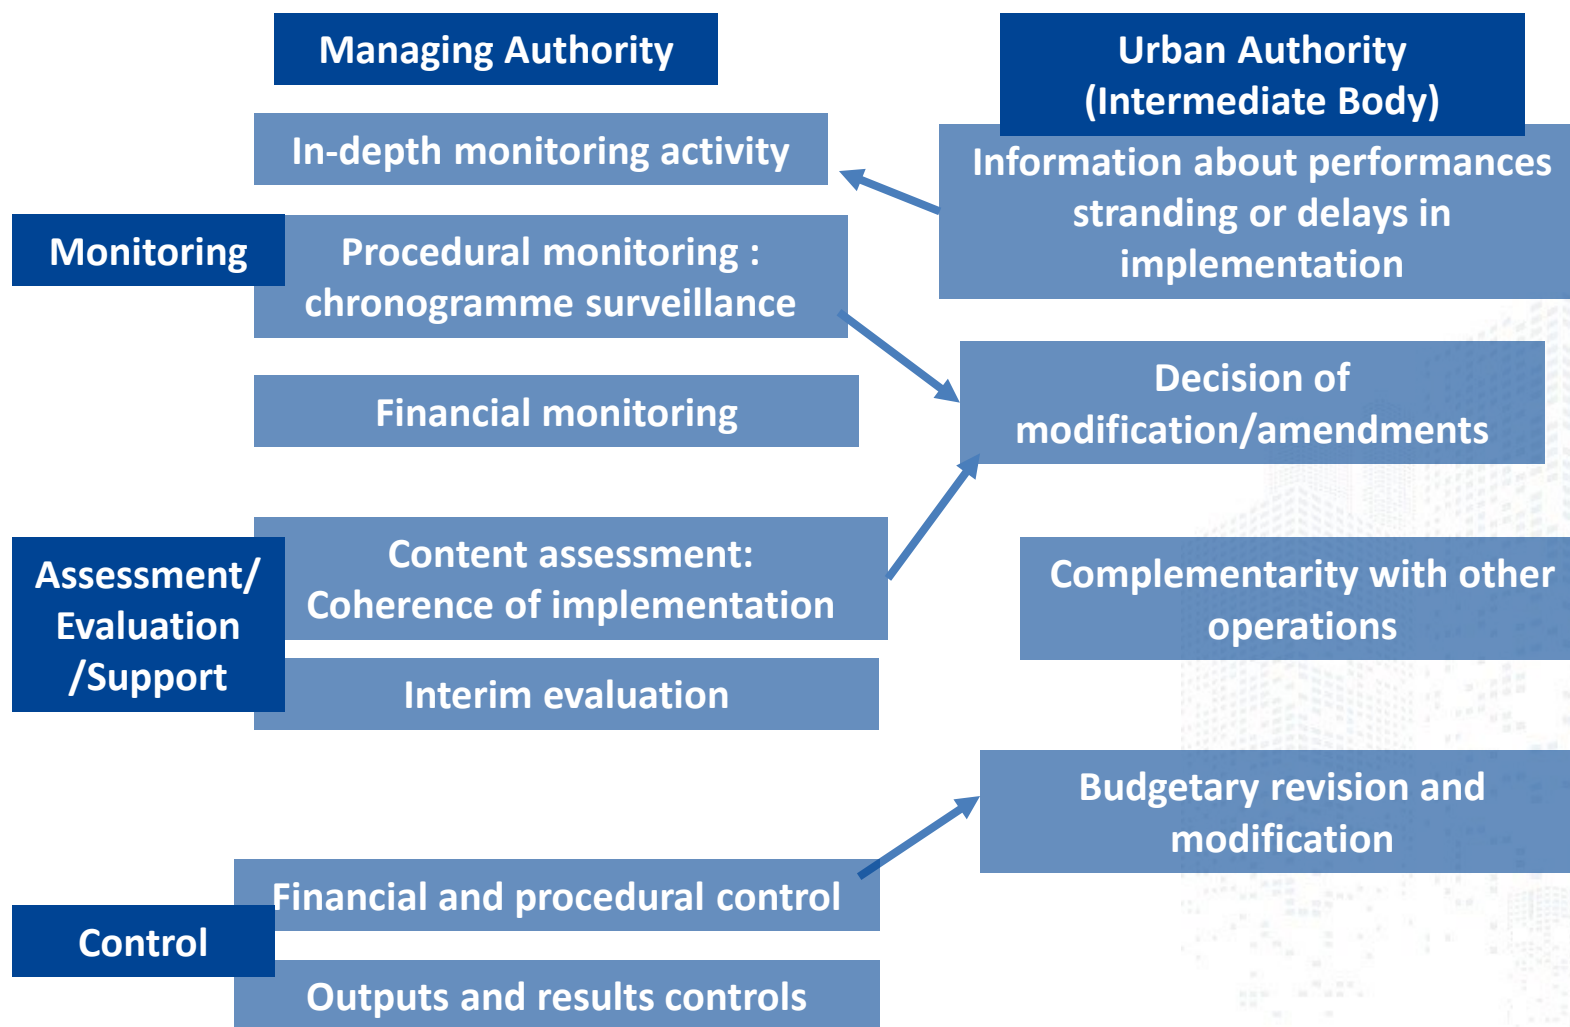 Managing Authority
Urban Authority
(Intermediate Body)
In-depth monitoring activity
Information about performances
stranding or delays in
implementation
Monitoring
Procedural monitoring :
chronogramme surveillance
Decision of
modification/amendments
Financial monitoring
Assessment/
Evaluation
/Support
Content assessment:
Coherence of implementation
Complementarity with other
operations
Interim evaluation
Budgetary revision and
modification
Control
Financial and procedural control
Outputs and results controls